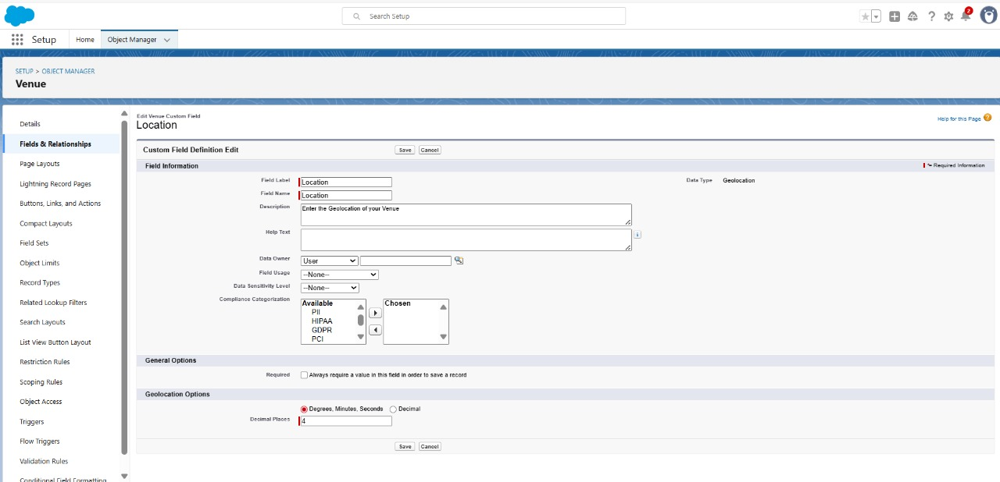 Search Setup
2
Setup
Home
Object Manager
SETUP > OBJECT MANAGER
Venue
Details
Fields & Relationships
Page Layouts
Lightning Record Pages
Buttons, Links, and Actions
Compact Layouts
Field Sets
Object Limits
Record Types
Related Lookup Filters
Search Layouts
List View Button Layout
Restriction Rules
Scoping Rules
Object Access
Triggers
Flow Triggers
Validation Rules
Conditional Field Formatting
Edit Venue Custom Field
Location
Help for this Page ?
Custom Field Definition Edit
Save Cancel
Field Information
= Required Information
Field Label Location
Data Type Geolocation
Field Name Location
Description Enter the Geolocation of your Venue
Help Text
i
Data Owner User
Field Usage --None--
Data Sensitivity Level --None--
Compliance Categorization
Available
PII
HIPAA
GDPR
PCI
Chosen
General Options
Required Always require a value in this field in order to save a record
Geolocation Options
Degrees, Minutes, Seconds Decimal
Decimal Places 4
Save Cancel